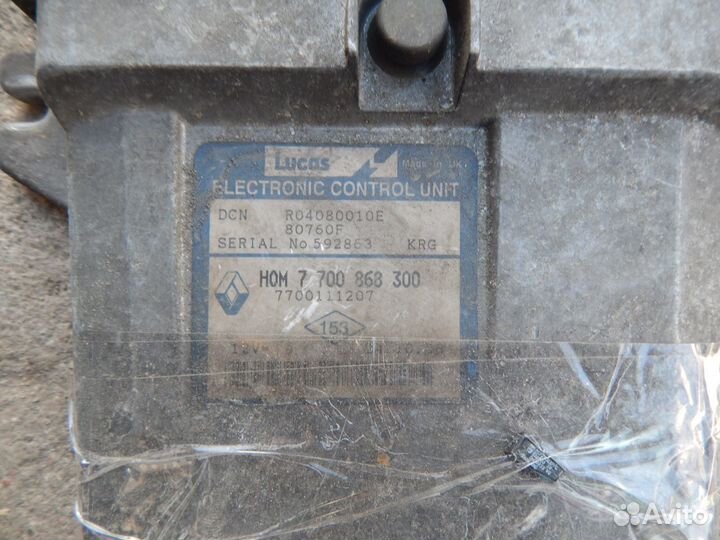 Lucas Made in UK
ELECTRONIC CONTROL UNIT
DCN R04080010E
80760F
SERIAL No 592863 KRG
HOM 7 700 868 300
7700111207
153
12V
Avito